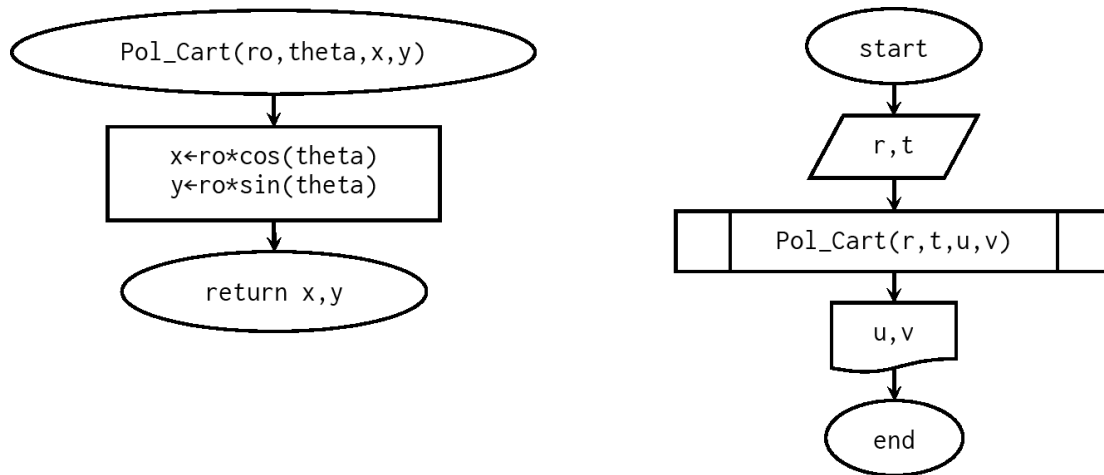 Pol_Cart(ro,theta,x,y)
x←ro*cos(theta)
y←ro*sin(theta)
return x,y
start
r,t
Pol_Cart(r,t,u,v)
u,v
end